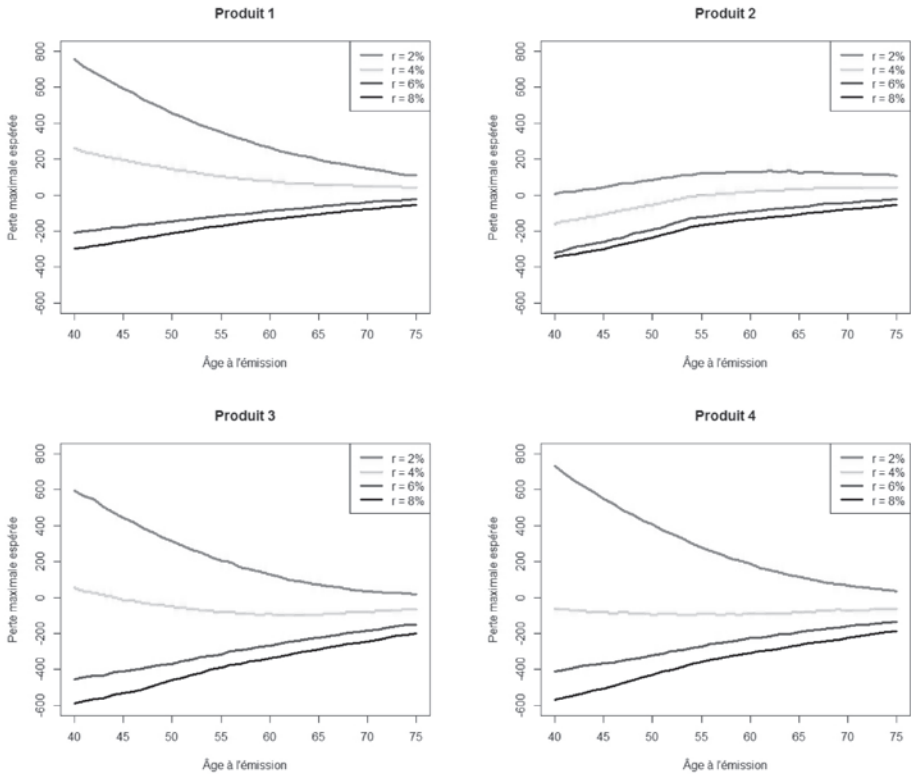 Produit 1
Perte maximale espérée
800
600
400
200
0
-200
-400
-600
r = 2%
r = 4%
r = 6%
r = 8%
40 45 50 55 60 65 70 75
Âge à l'émission
Produit 2
Perte maximale espérée
800
600
400
200
0
-200
-400
-600
r = 2%
r = 4%
r = 6%
r = 8%
40 45 50 55 60 65 70 75
Âge à l'émission
Produit 3
Perte maximale espérée
800
600
400
200
0
-200
-400
-600
r = 2%
r = 4%
r = 6%
r = 8%
40 45 50 55 60 65 70 75
Âge à l'émission
Produit 4
Perte maximale espérée
800
600
400
200
0
-200
-400
-600
r = 2%
r = 4%
r = 6%
r = 8%
40 45 50 55 60 65 70 75
Âge à l'émission